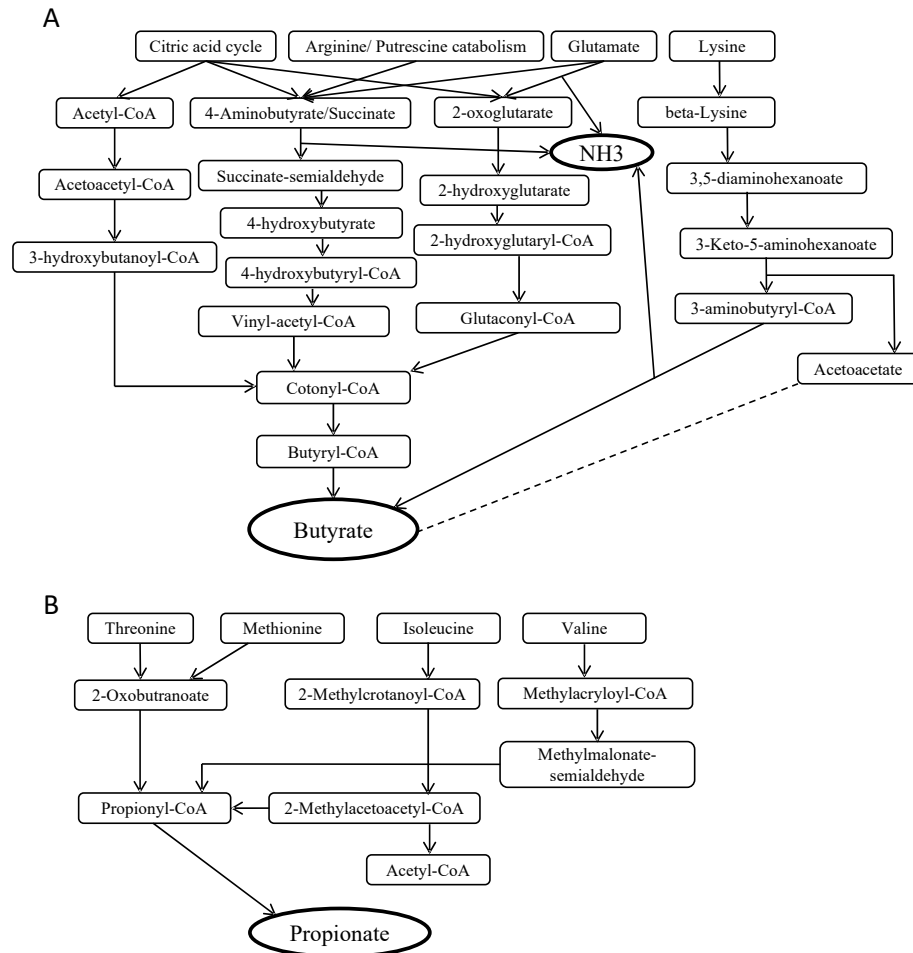 A
Citric acid cycle
Arginine/ Putrescine catabolism
Glutamate
Lysine
Acetyl-CoA
4-Aminobutyrate/Succinate
2-oxoglutarate
beta-Lysine
NH3
Acetoacetyl-CoA
Succinate-semialdehyde
2-hydroxyglutarate
3,5-diaminohexanoate
4-hydroxybutyrate
2-hydroxyglutaryl-CoA
3-Keto-5-aminohexanoate
3-hydroxybutanoyl-CoA
4-hydroxybutyryl-CoA
3-aminobutyryl-CoA
Vinyl-acetyl-CoA
Glutaconyl-CoA
Acetoacetate
Cotonyl-CoA
Butyryl-CoA
Butyrate
B
Threonine
Methionine
Isoleucine
Valine
2-Oxobutranoate
2-Methylcrotanoyl-CoA
Methylacryloyl-CoA
Methylmalonate-
semialdehyde
Propionyl-CoA
2-Methylacetoacetyl-CoA
Acetyl-CoA
Propionate